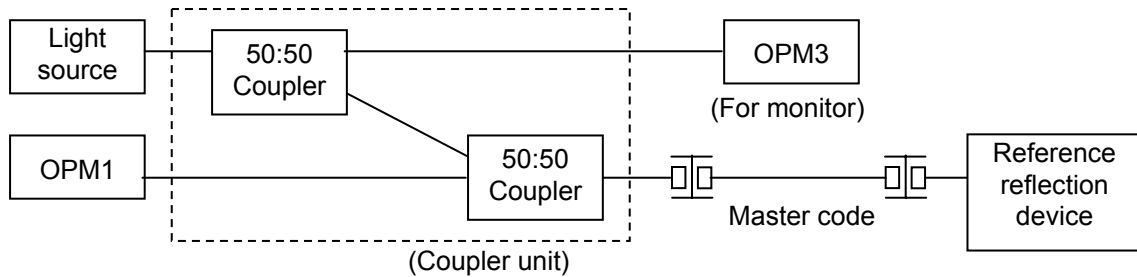 Light
source
50:50
Coupler
OPM3
(For monitor)
OPM1
50:50
Coupler
Master code
Reference
reflection
device
(Coupler unit)